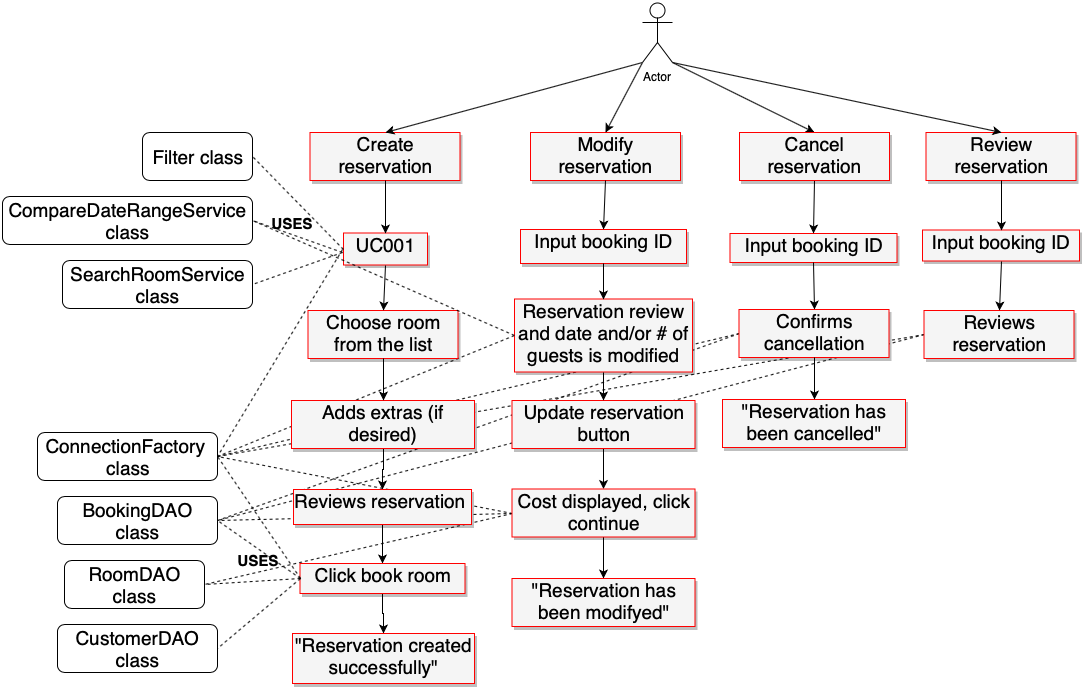 Actor
Create
reservation
Modify
reservation
Cancel
reservation
Review
reservation
Filter class
CompareDateRangeService
class
USES
SearchRoomService
class
UC001
Input booking ID
Input booking ID
Input booking ID
Choose room
from the list
Reservation review
and date and/or # of
guests is modified
Confirms
cancellation
Reviews
reservation
Adds extras (if
desired)
Update reservation
button
"Reservation has
been cancelled"
ConnectionFactory
class
Reviews reservation
Cost displayed, click
continue
BookingDAO
class
USES
RoomDAO
class
Click book room
"Reservation has
been modifyed"
CustomerDAO
class
"Reservation created
successfully"